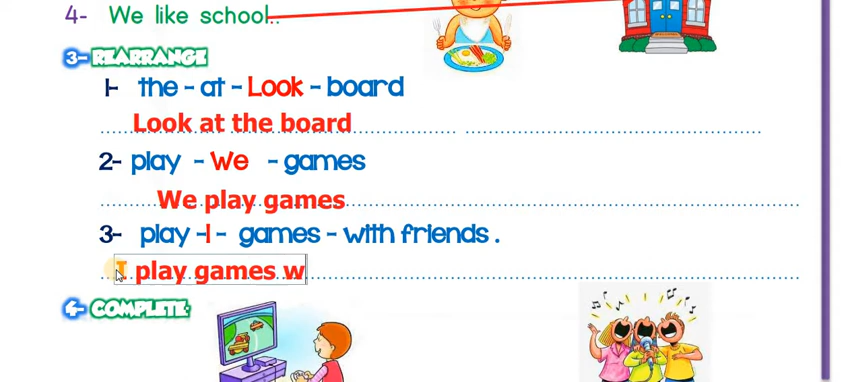 4- We like school..
3- REARRANGE
1- the - at - Look - board
Look at the board
2- play - We - games
We play games
3- play -I- games - with friends .
I play games w
4- COMPLETE